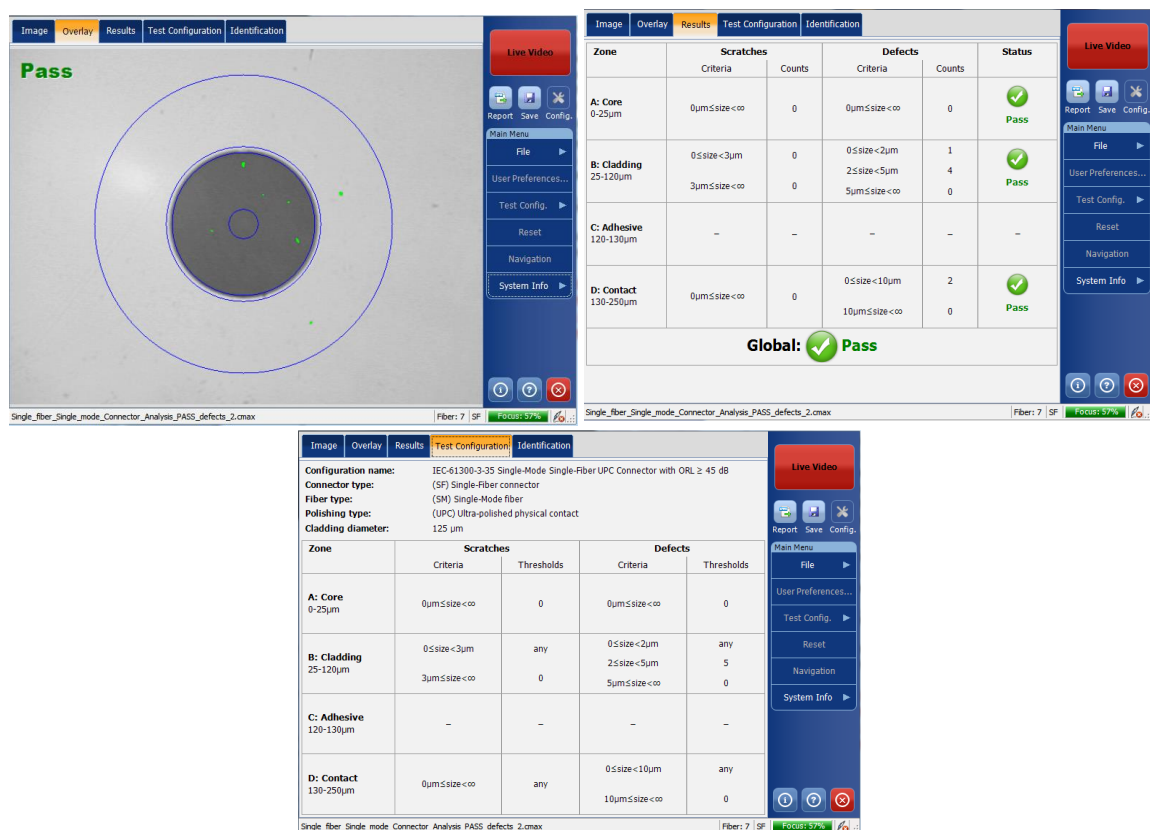 Image Overlay Results Test Configuration Identification
Pass
Live Video
Report Save Config.
Main Menu
File
User Preferences...
Test Config.
Reset
Navigation
System Info
Single_fiber_Single_mode_Connector_Analysis_PASS_defects_2.cmax Fiber: 7 SF Focus: 57%
Image Overlay Results Test Configuration Identification
Zone Scratches Defects Status
Criteria Counts Criteria Counts
A: Core
0-25µm
0µm≤size<∞ 0 0µm≤size<∞ 0
Pass
B: Cladding
25-120µm
0≤size<3µm 0 0≤size<2µm 1
2≤size<5µm 4
3µm≤size<∞ 0 5µm≤size<∞ 0
Pass
C: Adhesive
120-130µm
– – – – –
D: Contact
130-250µm
0µm≤size<∞ 0 0≤size<10µm 2
10µm≤size<∞ 0
Pass
Global: Pass
Live Video
Report Save Config.
Main Menu
File
User Preferences...
Test Config.
Reset
Navigation
System Info
Single_fiber_Single_mode_Connector_Analysis_PASS_defects_2.cmax Fiber: 7 SF Focus: 57%
Image Overlay Results Test Configuration Identification
Configuration name: IEC-61300-3-35 Single-Mode Single-Fiber UPC Connector with ORL ≥ 45 dB
Connector type: (SF) Single-Fiber connector
Fiber type: (SM) Single-Mode fiber
Polishing type: (UPC) Ultra-polished physical contact
Cladding diameter: 125 µm
Zone Scratches Defects
Criteria Thresholds Criteria Thresholds
A: Core
0-25µm
0µm≤size<∞ 0 0µm≤size<∞ 0
B: Cladding
25-120µm
0≤size<3µm any 0≤size<2µm any
2≤size<5µm 5
3µm≤size<∞ 0 5µm≤size<∞ 0
C: Adhesive
120-130µm
– – – –
D: Contact
130-250µm
0µm≤size<∞ any 0≤size<10µm any
10µm≤size<∞ 0
Live Video
Report Save Config.
Main Menu
File
User Preferences...
Test Config.
Reset
Navigation
System Info
Single_fiber_Single_mode_Connector_Analysis_PASS_defects_2.cmax Fiber: 7 SF Focus: 57%